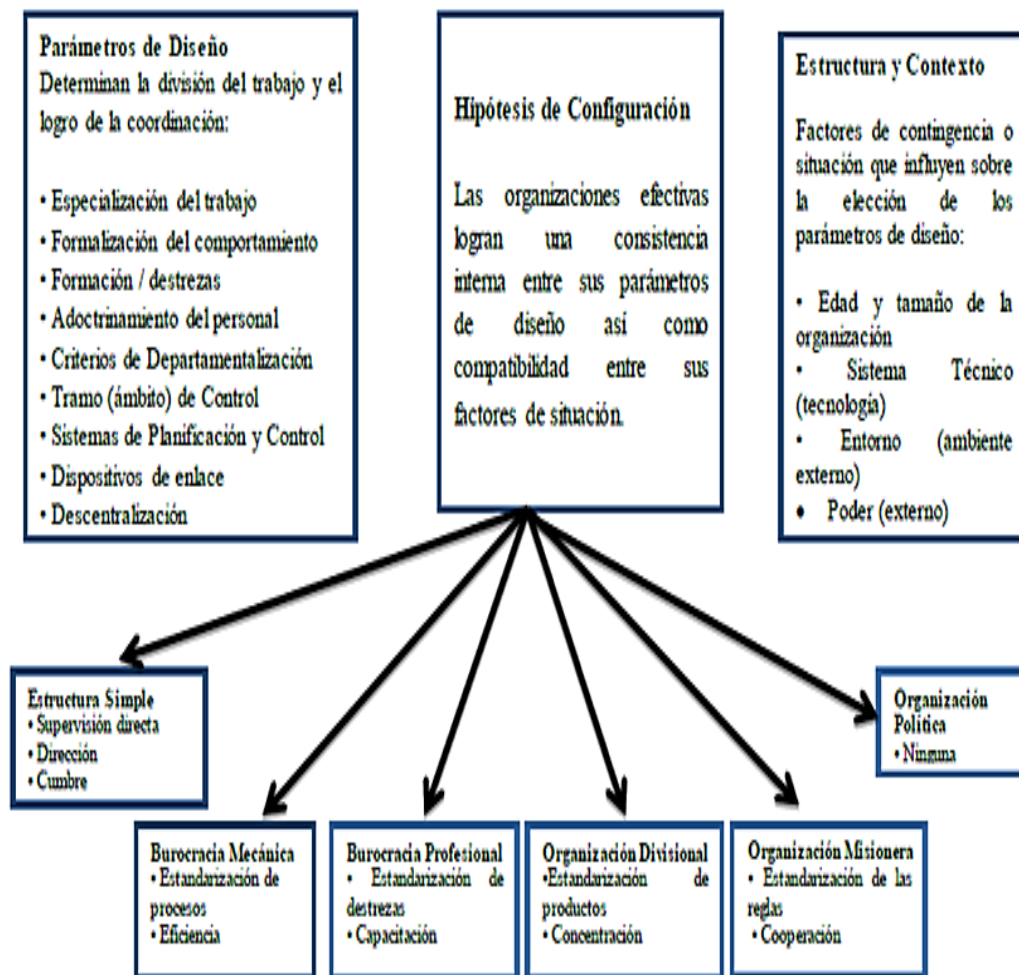 Parámetros de Diseño
Determinan la división del trabajo y el
logro de la coordinación:
• Especialización del trabajo
• Formalización del comportamiento
• Formación / destrezas
• Adoctrinamiento del personal
• Criterios de Departamentalización
• Tramo (ámbito) de Control
• Sistemas de Planificación y Control
• Dispositivos de enlace
• Descentralización
Hipótesis de Configuración
Las organizaciones efectivas
logran una consistencia
interna entre sus parámetros
de diseño así como
compatibilidad entre sus
factores de situación.
Estructura y Contexto
Factores de contingencia o
situación que influyen sobre
la elección de los
parámetros de diseño:
• Edad y tamaño de la
organización
• Sistema Técnico
(tecnología)
• Entorno (ambiente
externo)
• Poder (externo)
Estructura Simple
• Supervisión directa
• Dirección
• Cumbre
Organización
Política
• Ninguna
Burocracia Mecánica
• Estandarización de
procesos
• Eficiencia
Burocracia Profesional
• Estandarización de
destrezas
• Capacitación
Organización Divisional
•Estandarización de
productos
• Concentración
Organización Misionera
• Estandarización de las
reglas
• Cooperación